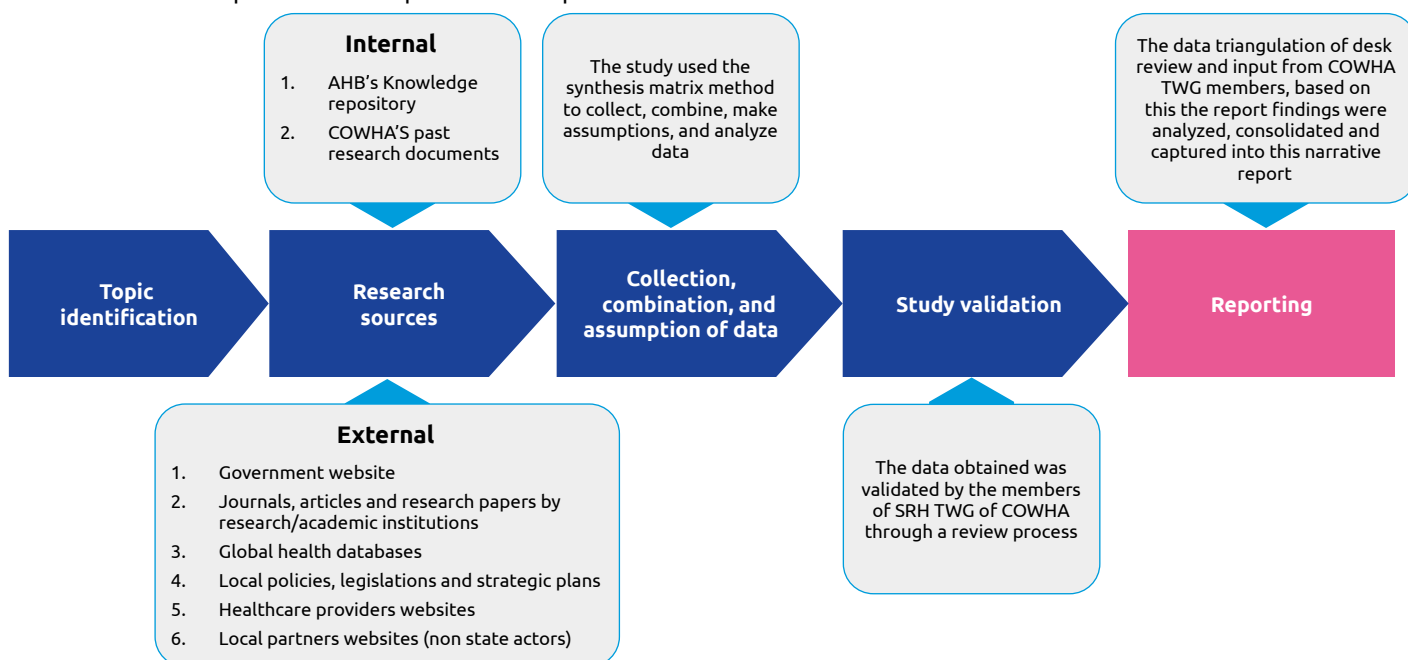 Internal
1. AHB's Knowledge
repository
2. COWHA'S past
research documents
The study used the
synthesis matrix method
to collect, combine, make
assumptions, and analyze
data
The data triangulation of desk
review and input from COWHA
TWG members, based on
this the report findings were
analyzed, consolidated and
captured into this narrative
report
Topic
identification
Research
sources
Collection,
combination, and
assumption of data
Study validation
Reporting
External
1. Government website
2. Journals, articles and research papers by
research/academic institutions
3. Global health databases
4. Local policies, legislations and strategic plans
5. Healthcare providers websites
6. Local partners websites (non state actors)
The data obtained was
validated by the members
of SRH TWG of COWHA
through a review process